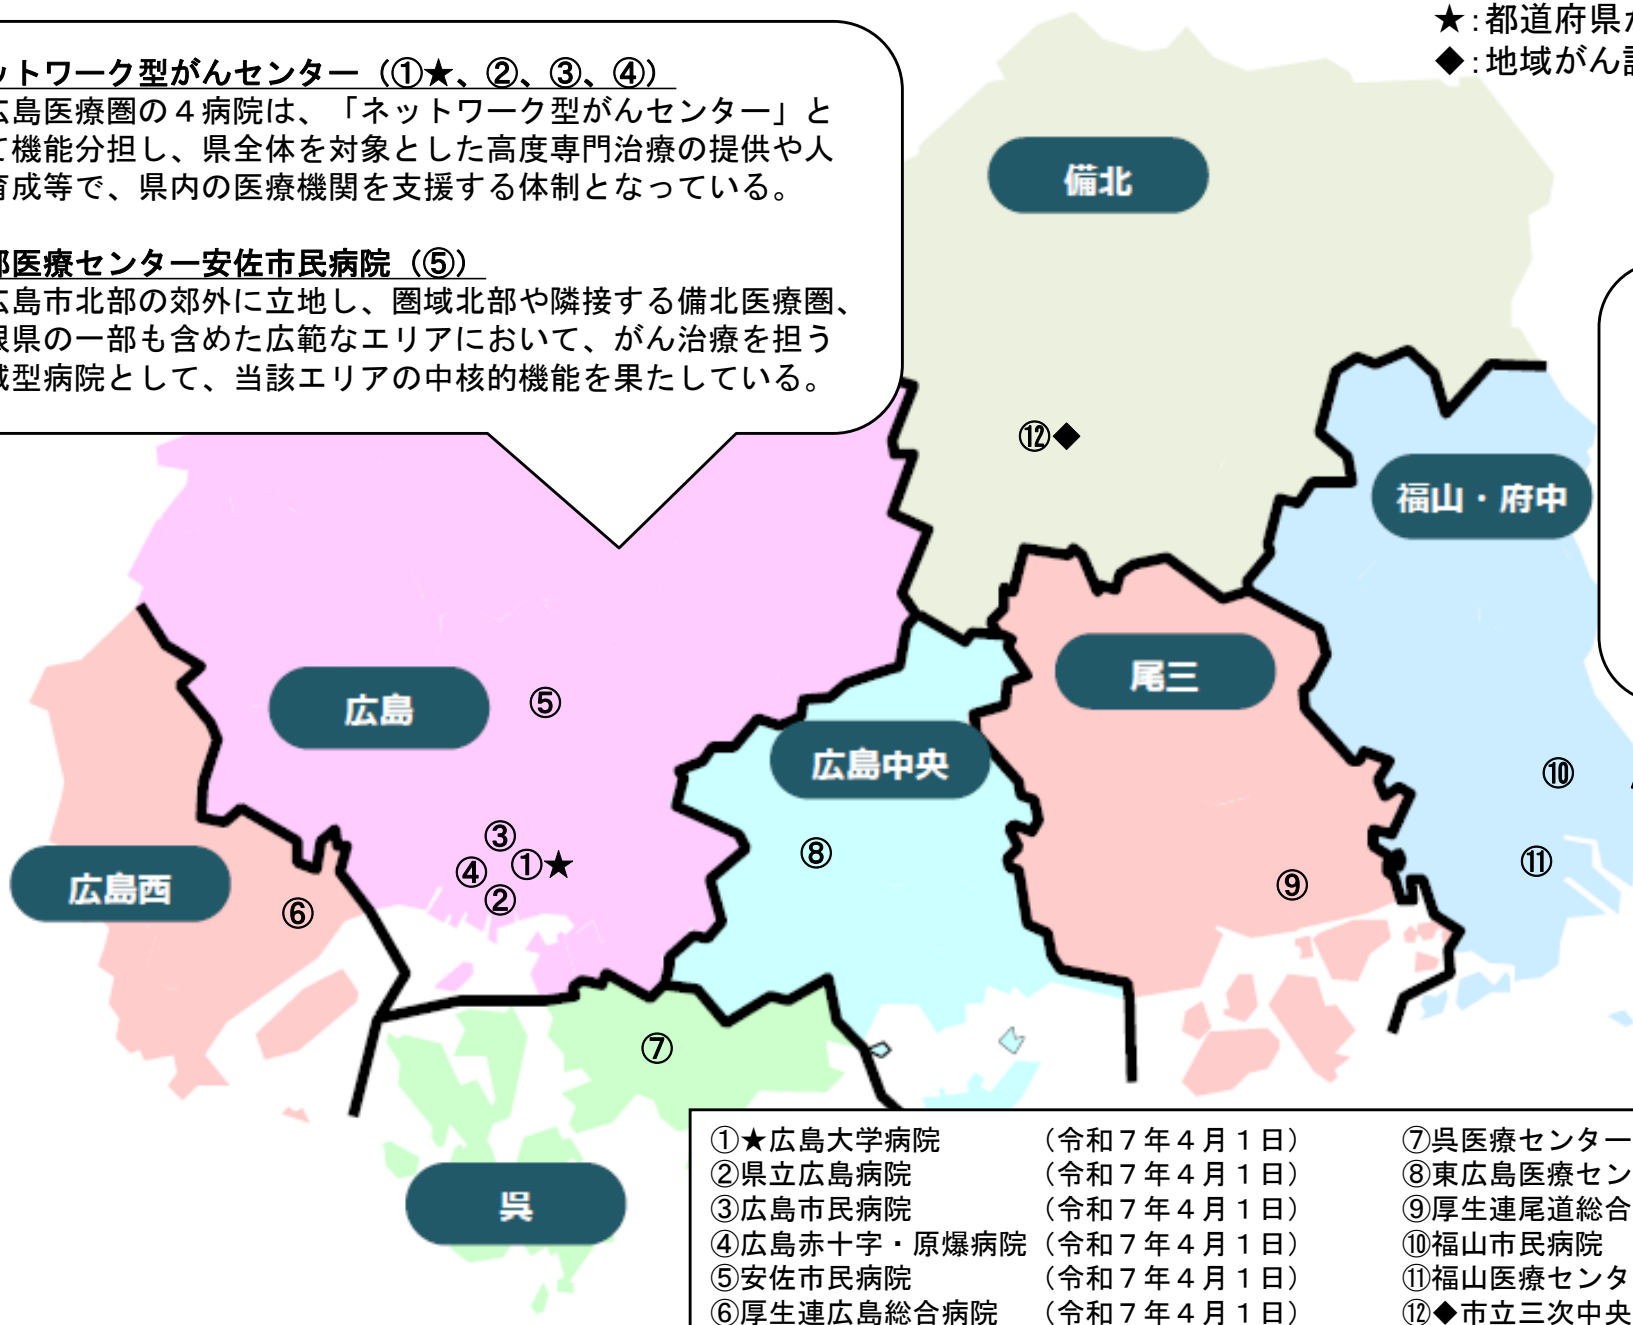 ★：都道府県
◆：地域がん
ットワーク型がんセンター（①★、②、③、④）
広島医療圏の４病院は、「ネットワーク型がんセンター」と
て機能分担し、県全体を対象とした高度専門治療の提供や人
育成等で、県内の医療機関を支援する体制となっている。
部医療センター安佐市民病院（⑤）
広島市北部の郊外に立地し、圏域北部や隣接する備北医療圏、
根県の一部も含めた広範なエリアにおいて、がん治療を担う
域型病院として、当該エリアの中核的機能を果たしている。
備北
⑫◆
福山・府中
尾三
広島
⑤
広島中央
⑩
③
④
①★
②
⑧
⑪
広島西
⑥
⑨
⑦
呉
①★広島大学病院 （令和７年４月１日）
②県立広島病院 （令和７年４月１日）
③広島市民病院 （令和７年４月１日）
④広島赤十字・原爆病院 （令和７年４月１日）
⑤安佐市民病院 （令和７年４月１日）
⑥厚生連広島総合病院 （令和７年４月１日）
⑦呉医療センター
⑧東広島医療セン
⑨厚生連尾道総合
⑩福山市民病院
⑪福山医療センタ
⑫◆市立三次中央